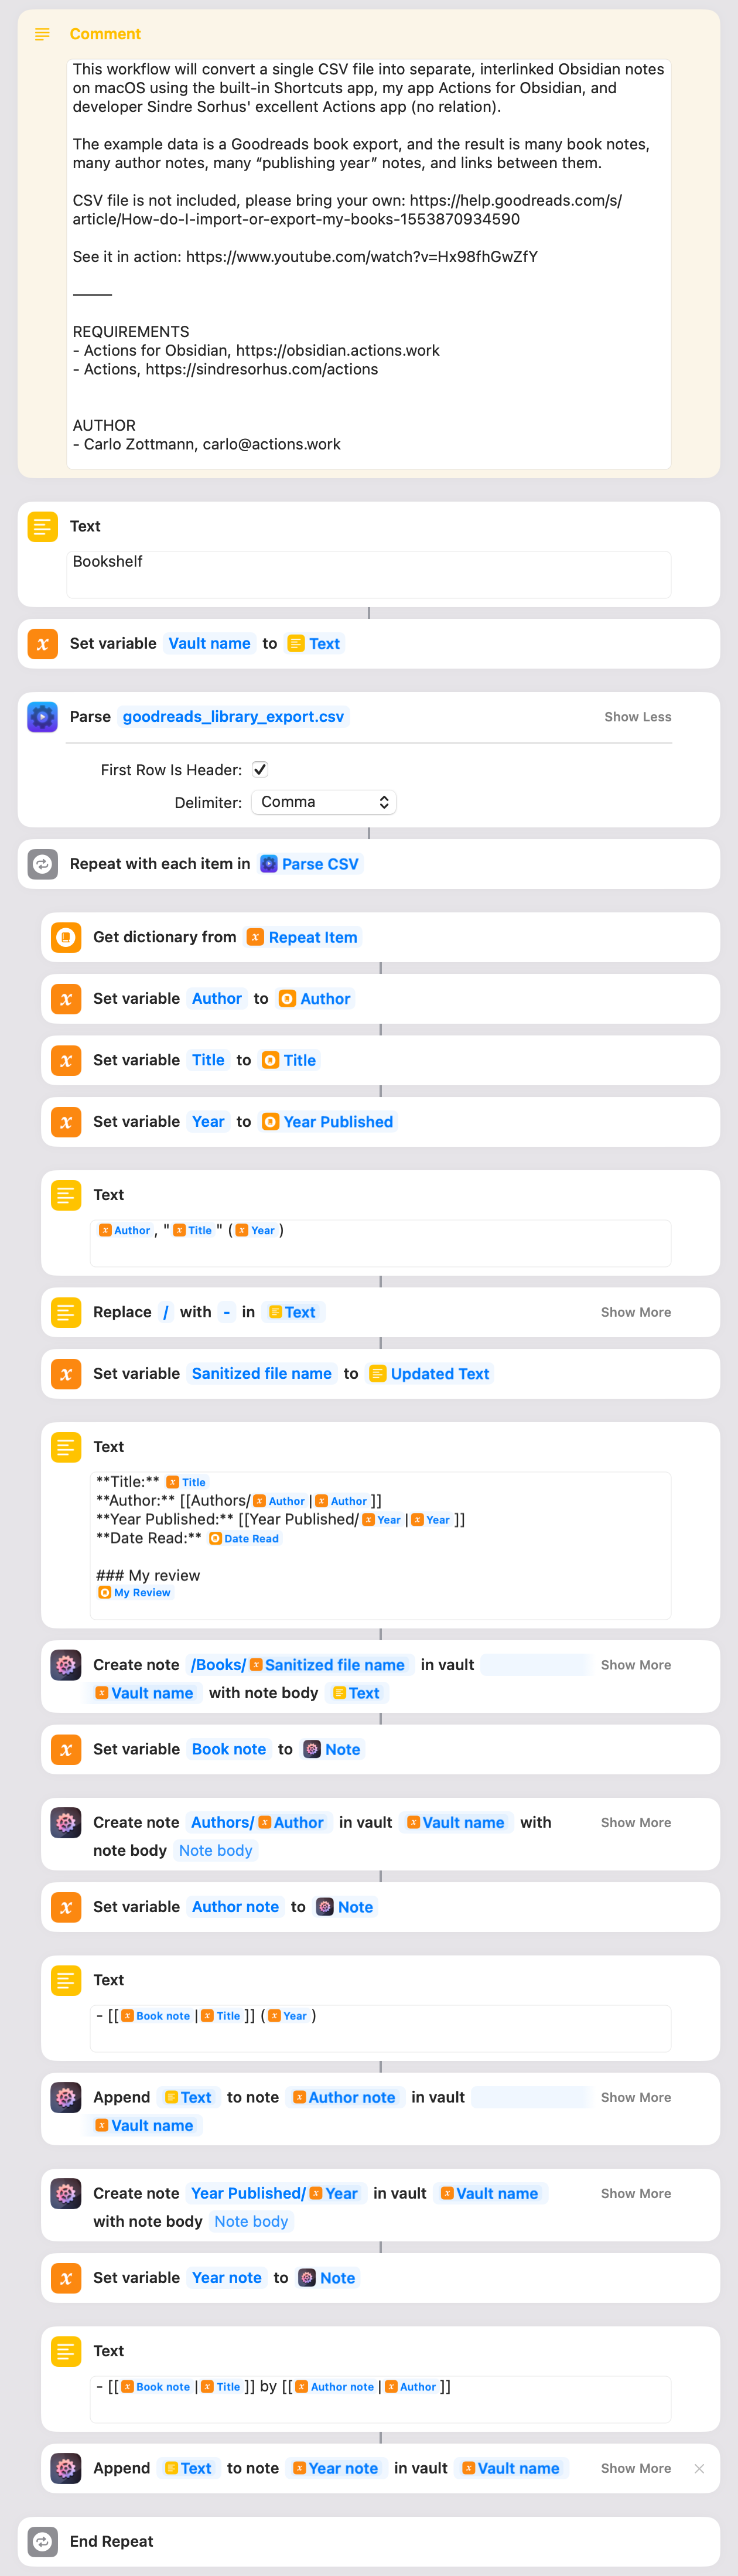 Comment
This workflow will convert a single CSV file into separate, interlinked Obsidian notes
on macOS using the built-in Shortcuts app, my app Actions for Obsidian, and
developer Sindre Sorhus' excellent Actions app (no relation).
The example data is a Goodreads book export, and the result is many book notes,
many author notes, many “publishing year” notes, and links between them.
CSV file is not included, please bring your own: https://help.goodreads.com/s/
article/How-do-I-import-or-export-my-books-1553870934590
See it in action: https://www.youtube.com/watch?v=Hx98fhGwZfY
⸻
REQUIREMENTS
- Actions for Obsidian, https://obsidian.actions.work
- Actions, https://sindresorhus.com/actions
AUTHOR
- Carlo Zottmann, carlo@actions.work
Text
Bookshelf
Set variable Vault name to Text
Parse goodreads_library_export.csv Show Less
First Row Is Header:
Delimiter: Comma
Repeat with each item in Parse CSV
Get dictionary from Repeat Item
Set variable Author to Author
Set variable Title to Title
Set variable Year to Year Published
Text
Author , " Title " ( Year )
Replace / with - in Text Show More
Set variable Sanitized file name to Updated Text
Text
**Title:** Title
**Author:** [[Authors/ Author | Author ]]
**Year Published:** [[Year Published/ Year | Year ]]
**Date Read:** Date Read
### My review
My Review
Create note /Books/ Sanitized file name in vault Show More
Vault name with note body Text
Set variable Book note to Note
Create note Authors/ Author in vault Vault name with Show More
note body Note body
Set variable Author note to Note
Text
- [[ Book note | Title ]] ( Year )
Append Text to note Author note in vault Show More
Vault name
Create note Year Published/ Year in vault Vault name Show More
with note body Note body
Set variable Year note to Note
Text
- [[ Book note | Title ]] by [[ Author note | Author ]]
Append Text to note Year note in vault Vault name Show More
End Repeat